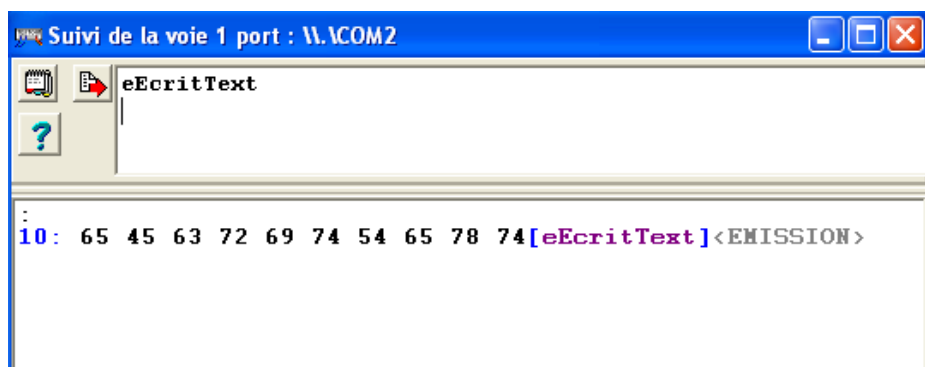 Suivi de la voie 1 port : \\.\COM2
eEcritText
?
:
10: 65 45 63 72 69 74 54 65 78 74[eEcritText]<EMISSION>